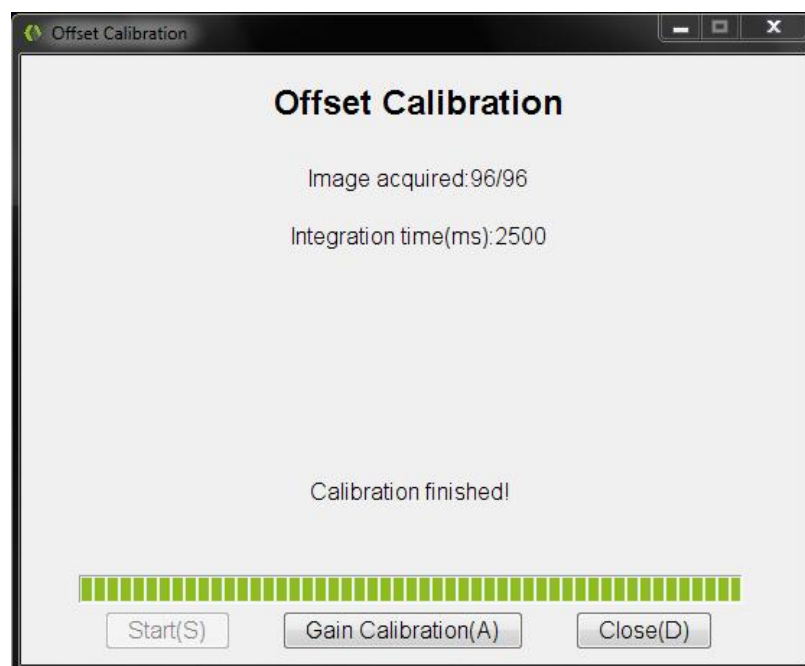 Offset Calibration
Offset Calibration
Image acquired:96/96
Integration time(ms):2500
Calibration finished!
Start(S) Gain Calibration(A) Close(D)